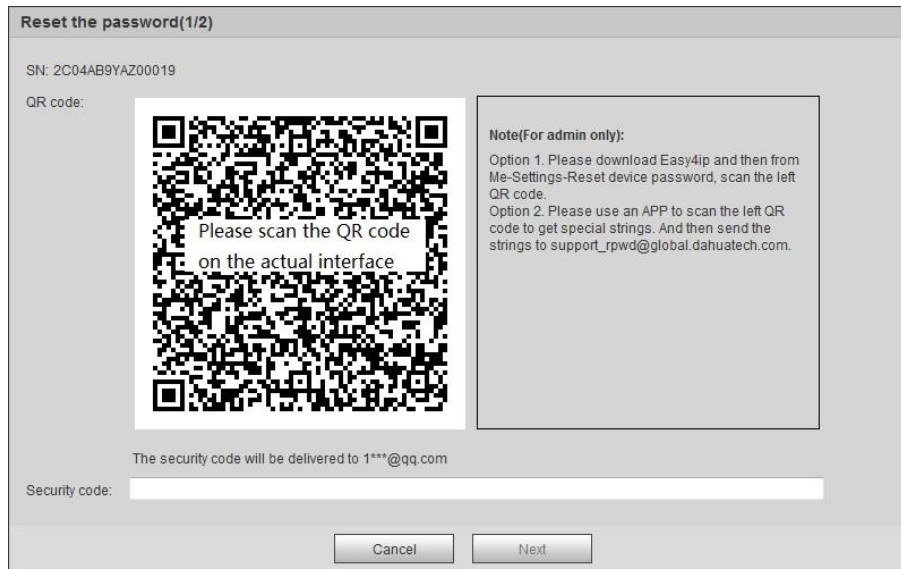 Reset the password(1/2)
SN: 2C04AB9YAZ00019
QR code:
Please scan the QR code
on the actual interface
Note(For admin only):
Option 1. Please download Easy4ip and then from
Me-Settings-Reset device password, scan the left
QR code.
Option 2. Please use an APP to scan the left QR
code to get special strings. And then send the
strings to support_rpwd@global.dahuatech.com.
The security code will be delivered to 1***@qq.com
Security code:
Cancel
Next